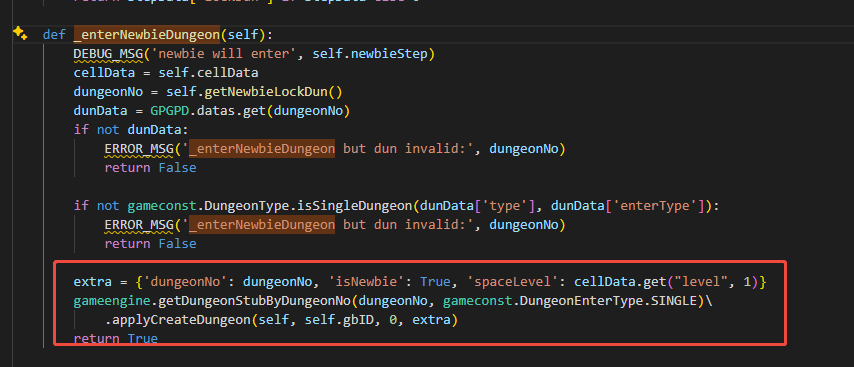 def _enterNewbieDungeon(self):
DEBUG_MSG('newbie will enter', self.newbieStep)
cellData = self.cellData
dungeonNo = self.getNewbieLockDun()
dunData = GPGPD.datas.get(dungeonNo)
if not dunData:
ERROR_MSG('_enterNewbieDungeon but dun invalid:', dungeonNo)
return False
if not gameconst.DungeonType.isSingleDungeon(dunData['type'], dunData['enterType']):
ERROR_MSG('_enterNewbieDungeon but dun invalid:', dungeonNo)
return False
extra = {'dungeonNo': dungeonNo, 'isNewbie': True, 'spaceLevel': cellData.get("level", 1)}
gameengine.getDungeonStubByDungeonNo(dungeonNo, gameconst.DungeonEnterType.SINGLE)\
.applyCreateDungeon(self, self.gbID, 0, extra)
return True